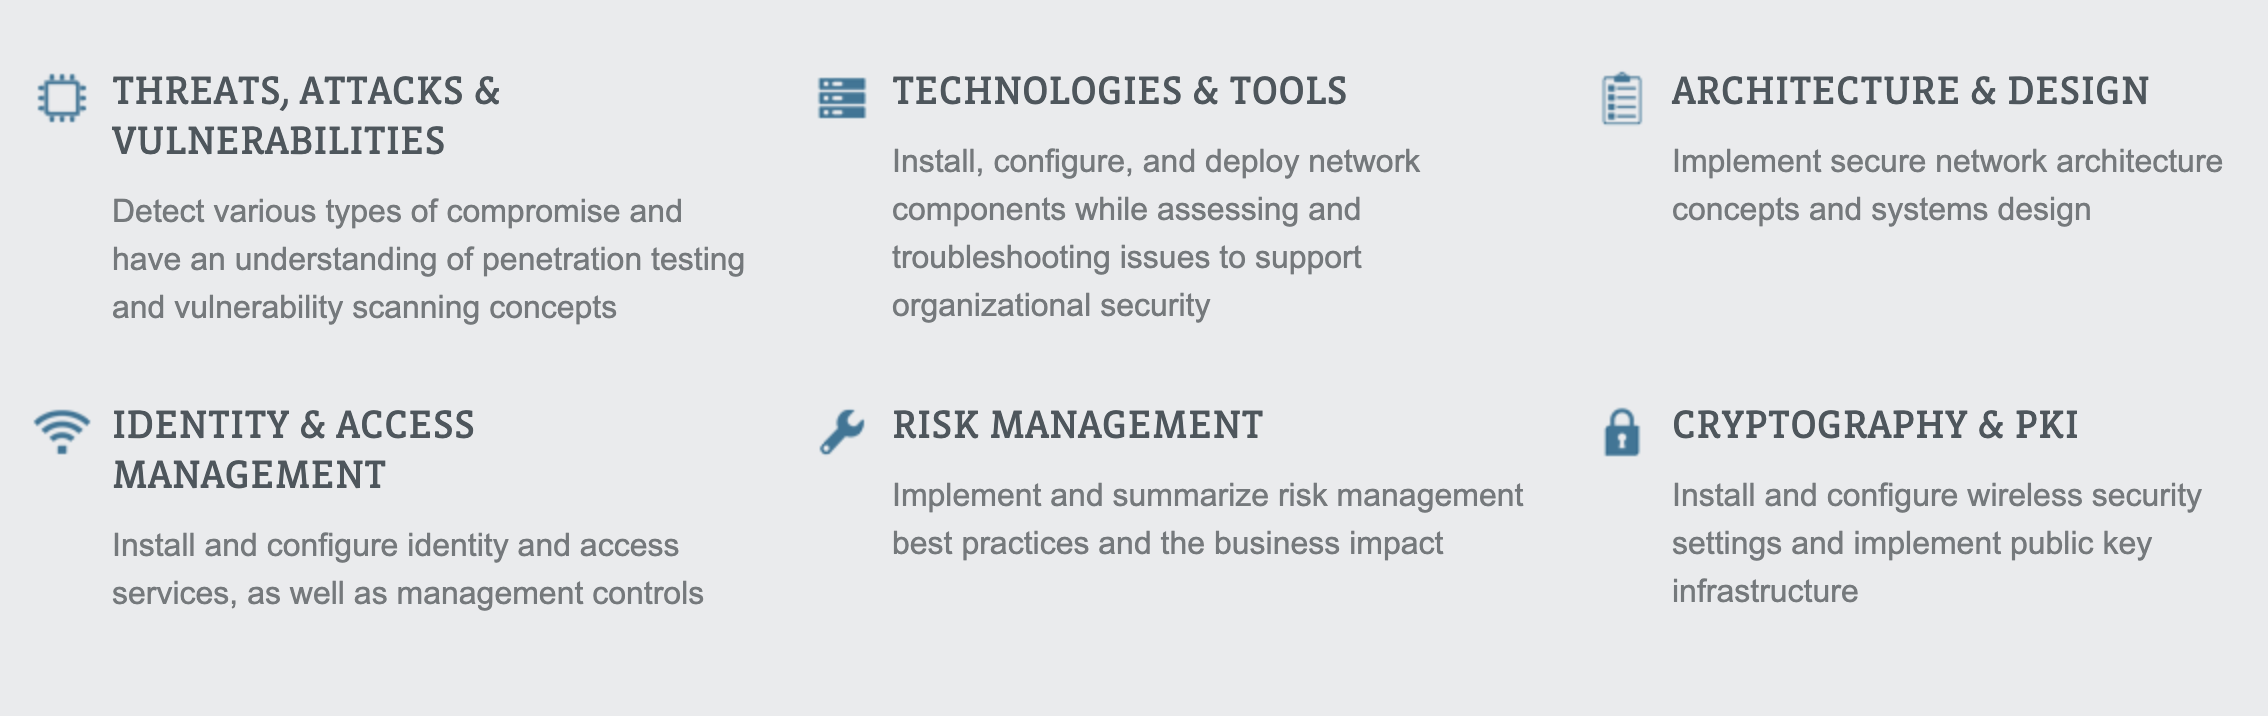 THREATS, ATTACKS &
VULNERABILITIES
Detect various types of compromise and
have an understanding of penetration testing
and vulnerability scanning concepts
TECHNOLOGIES & TOOLS
Install, configure, and deploy network
components while assessing and
troubleshooting issues to support
organizational security
ARCHITECTURE & DESIGN
Implement secure network architecture
concepts and systems design
IDENTITY & ACCESS
MANAGEMENT
Install and configure identity and access
services, as well as management controls
RISK MANAGEMENT
Implement and summarize risk management
best practices and the business impact
CRYPTOGRAPHY & PKI
Install and configure wireless security
settings and implement public key
infrastructure